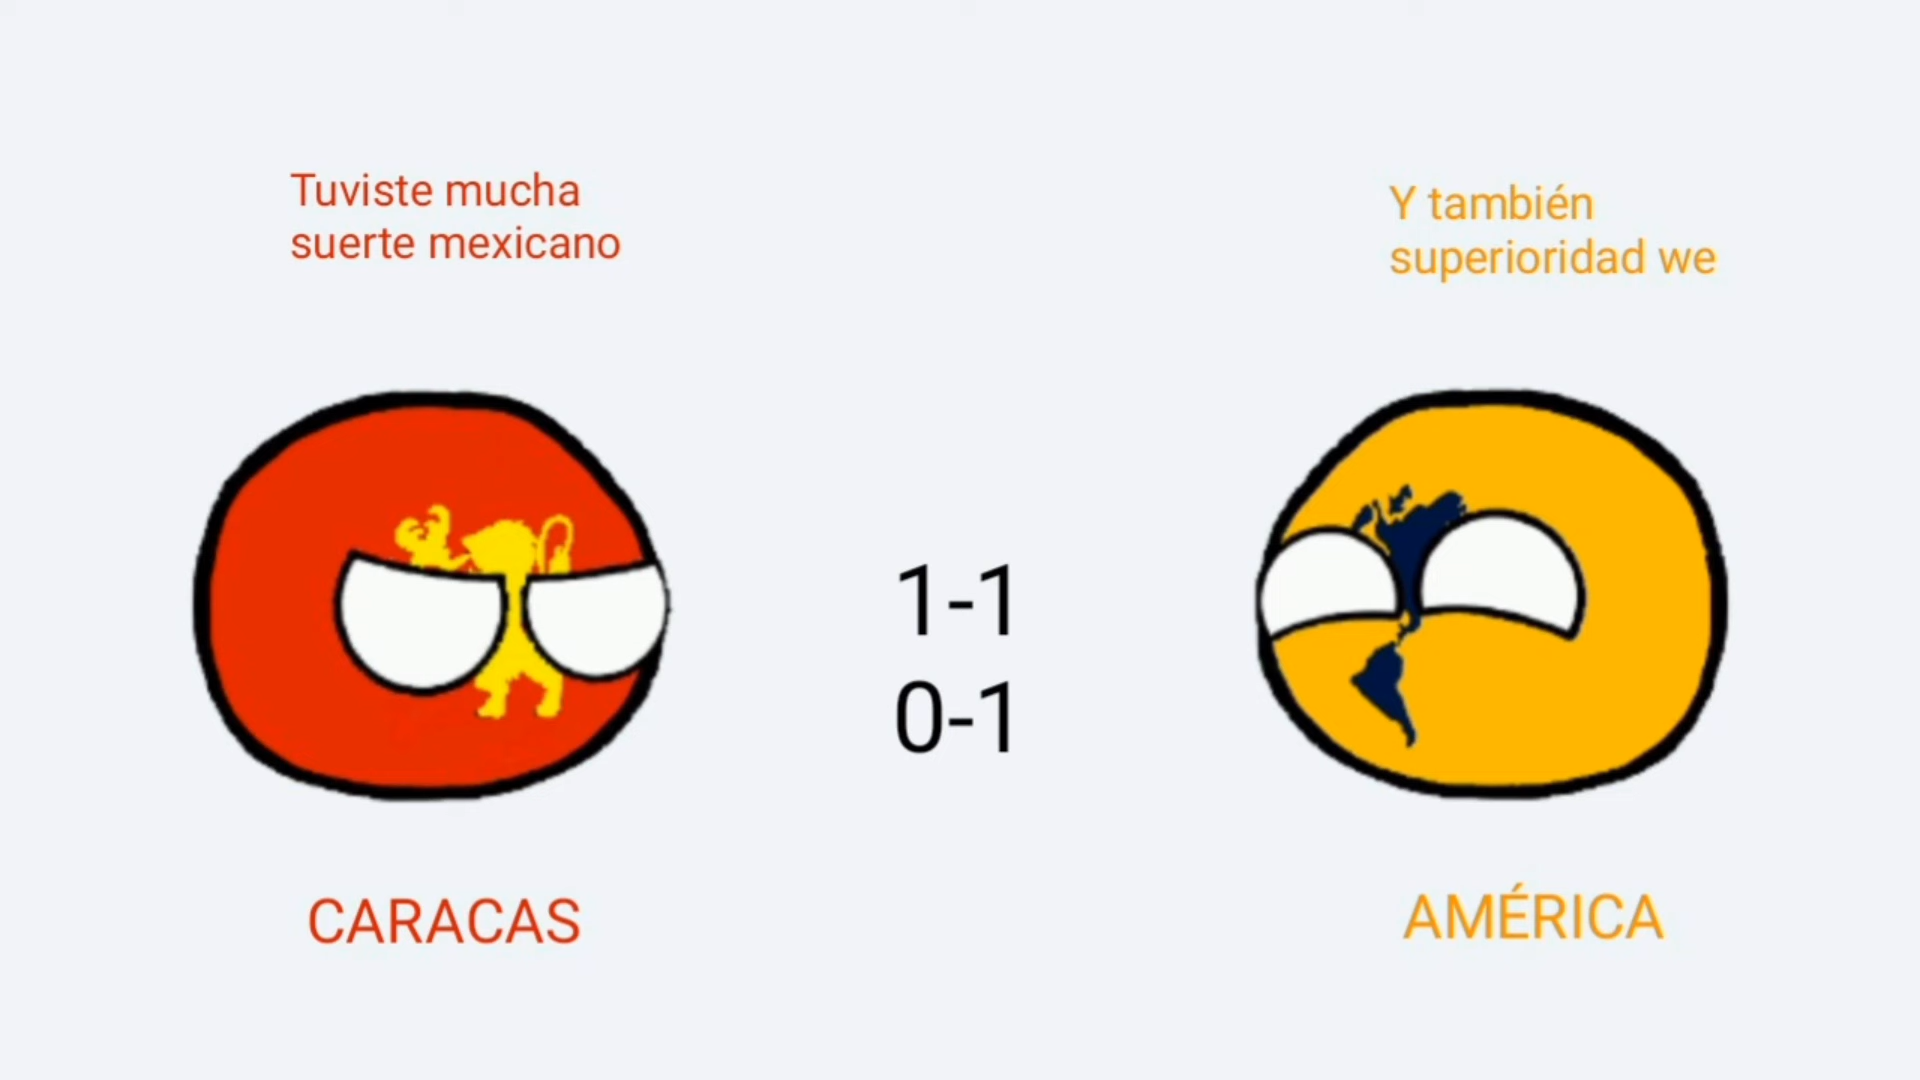 Tuviste mucha
suerte mexicano
Y también
superioridad we
1-1
0-1
CARACAS
AMÉRICA